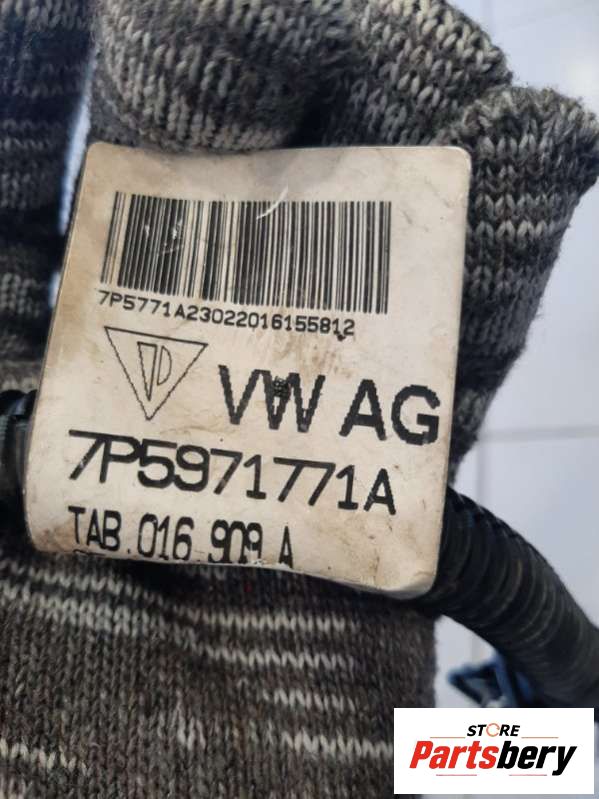 7P5771A23022016155812
VW AG
7P5971771A
TAB.016.909 A
STORE
Partsbery